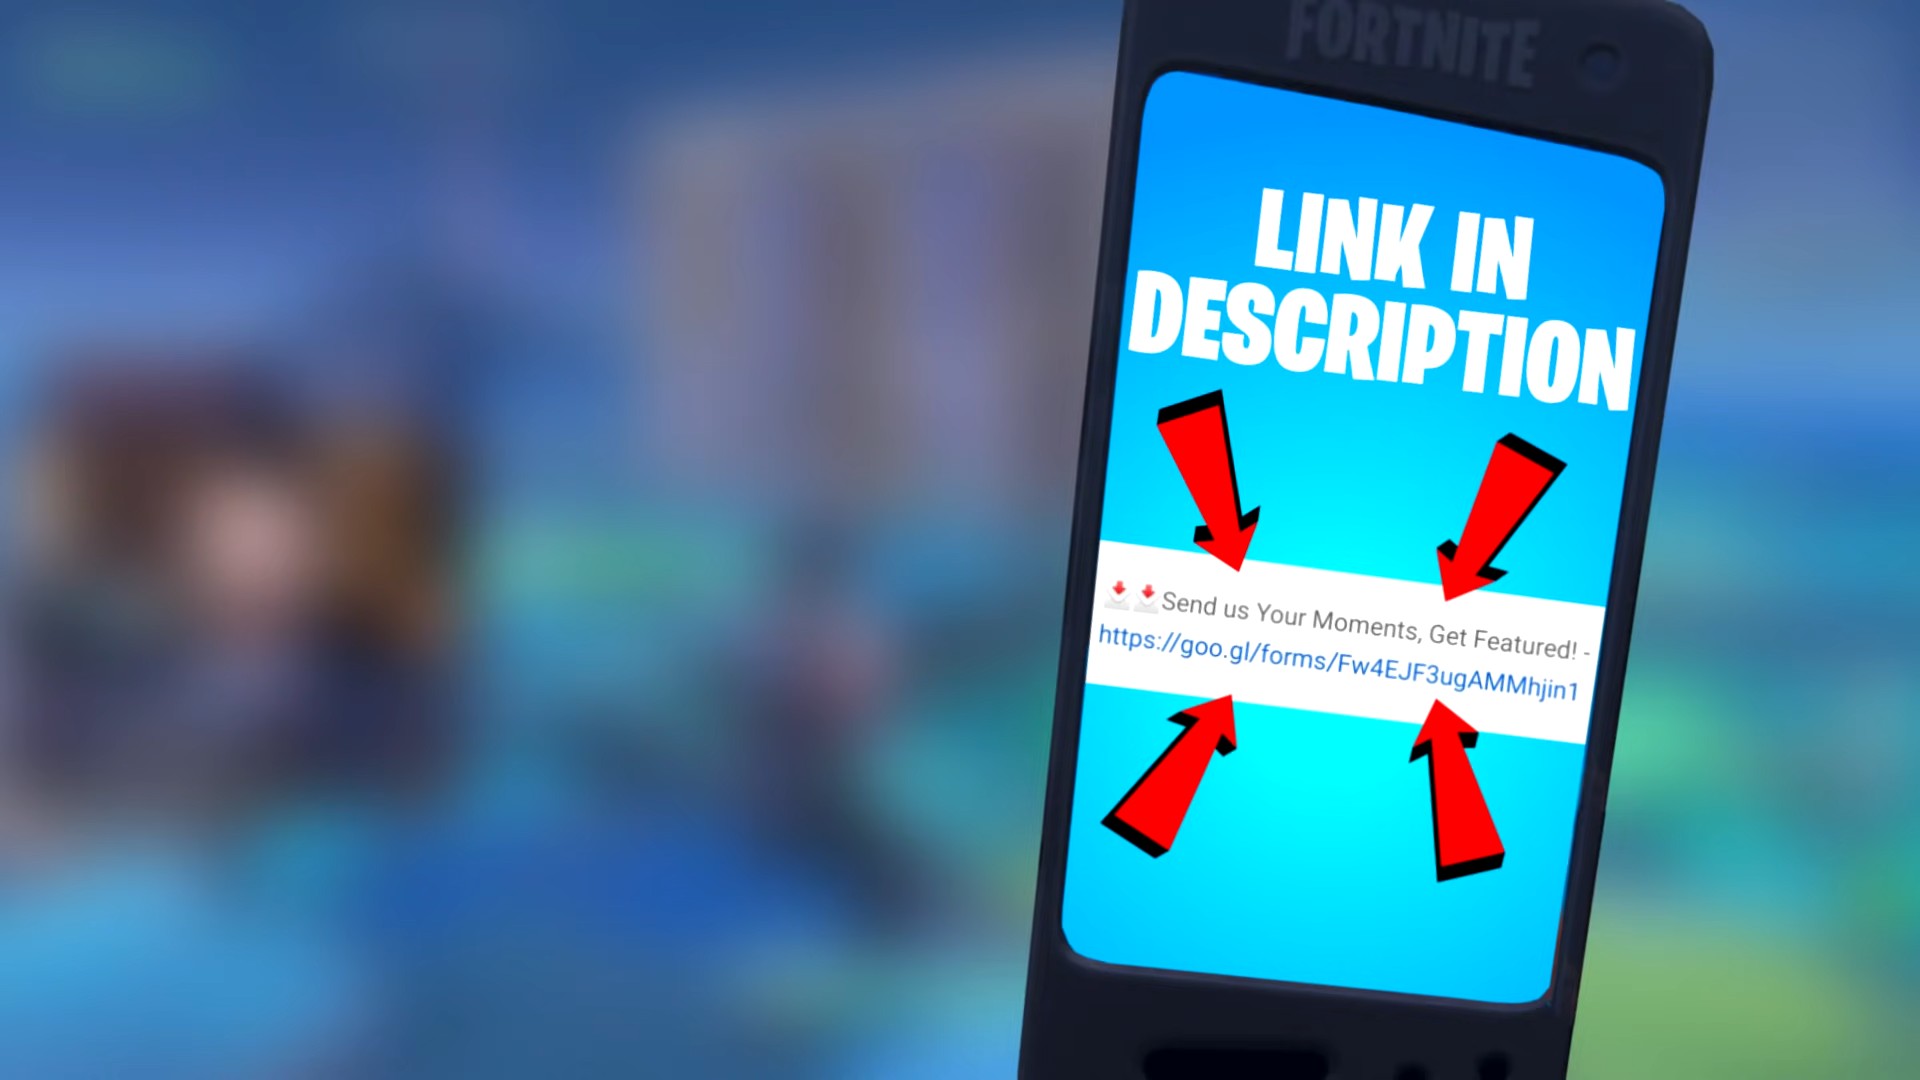 FORTNITE
LINK IN
DESCRIPTION
Send us Your Moments, Get Featured! -
https://goo.gl/forms/Fw4EJF3ugAMMhjin1